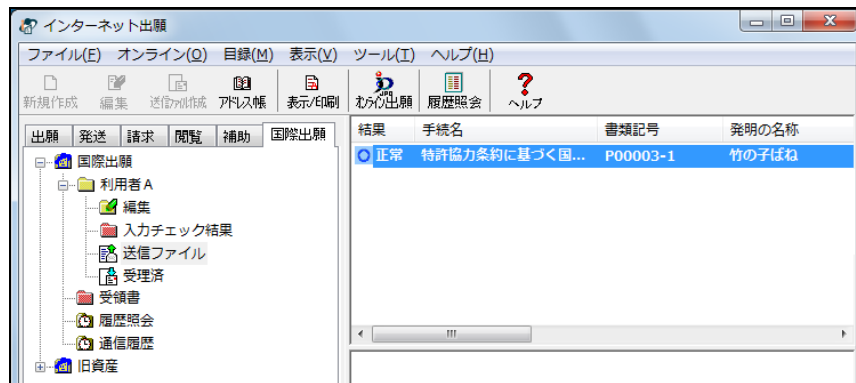 インターネット出願
ファイル(F) オンライン(O) 目録(M) 表示(V) ツール(T) ヘルプ(H)
新規作成 編集 送信ファイル作成 アドレス帳 表示/印刷 オンライン出願 履歴照会 ヘルプ
出願 発送 請求 閲覧 補助 国際出願
結果 手続名 書類記号 発明の名称
正常 特許協力条約に基づく国... P00003-1 竹の子ばね
国際出願
利用者A
編集
入力チェック結果
送信ファイル
受理済
受領書
履歴照会
通信履歴
旧資産